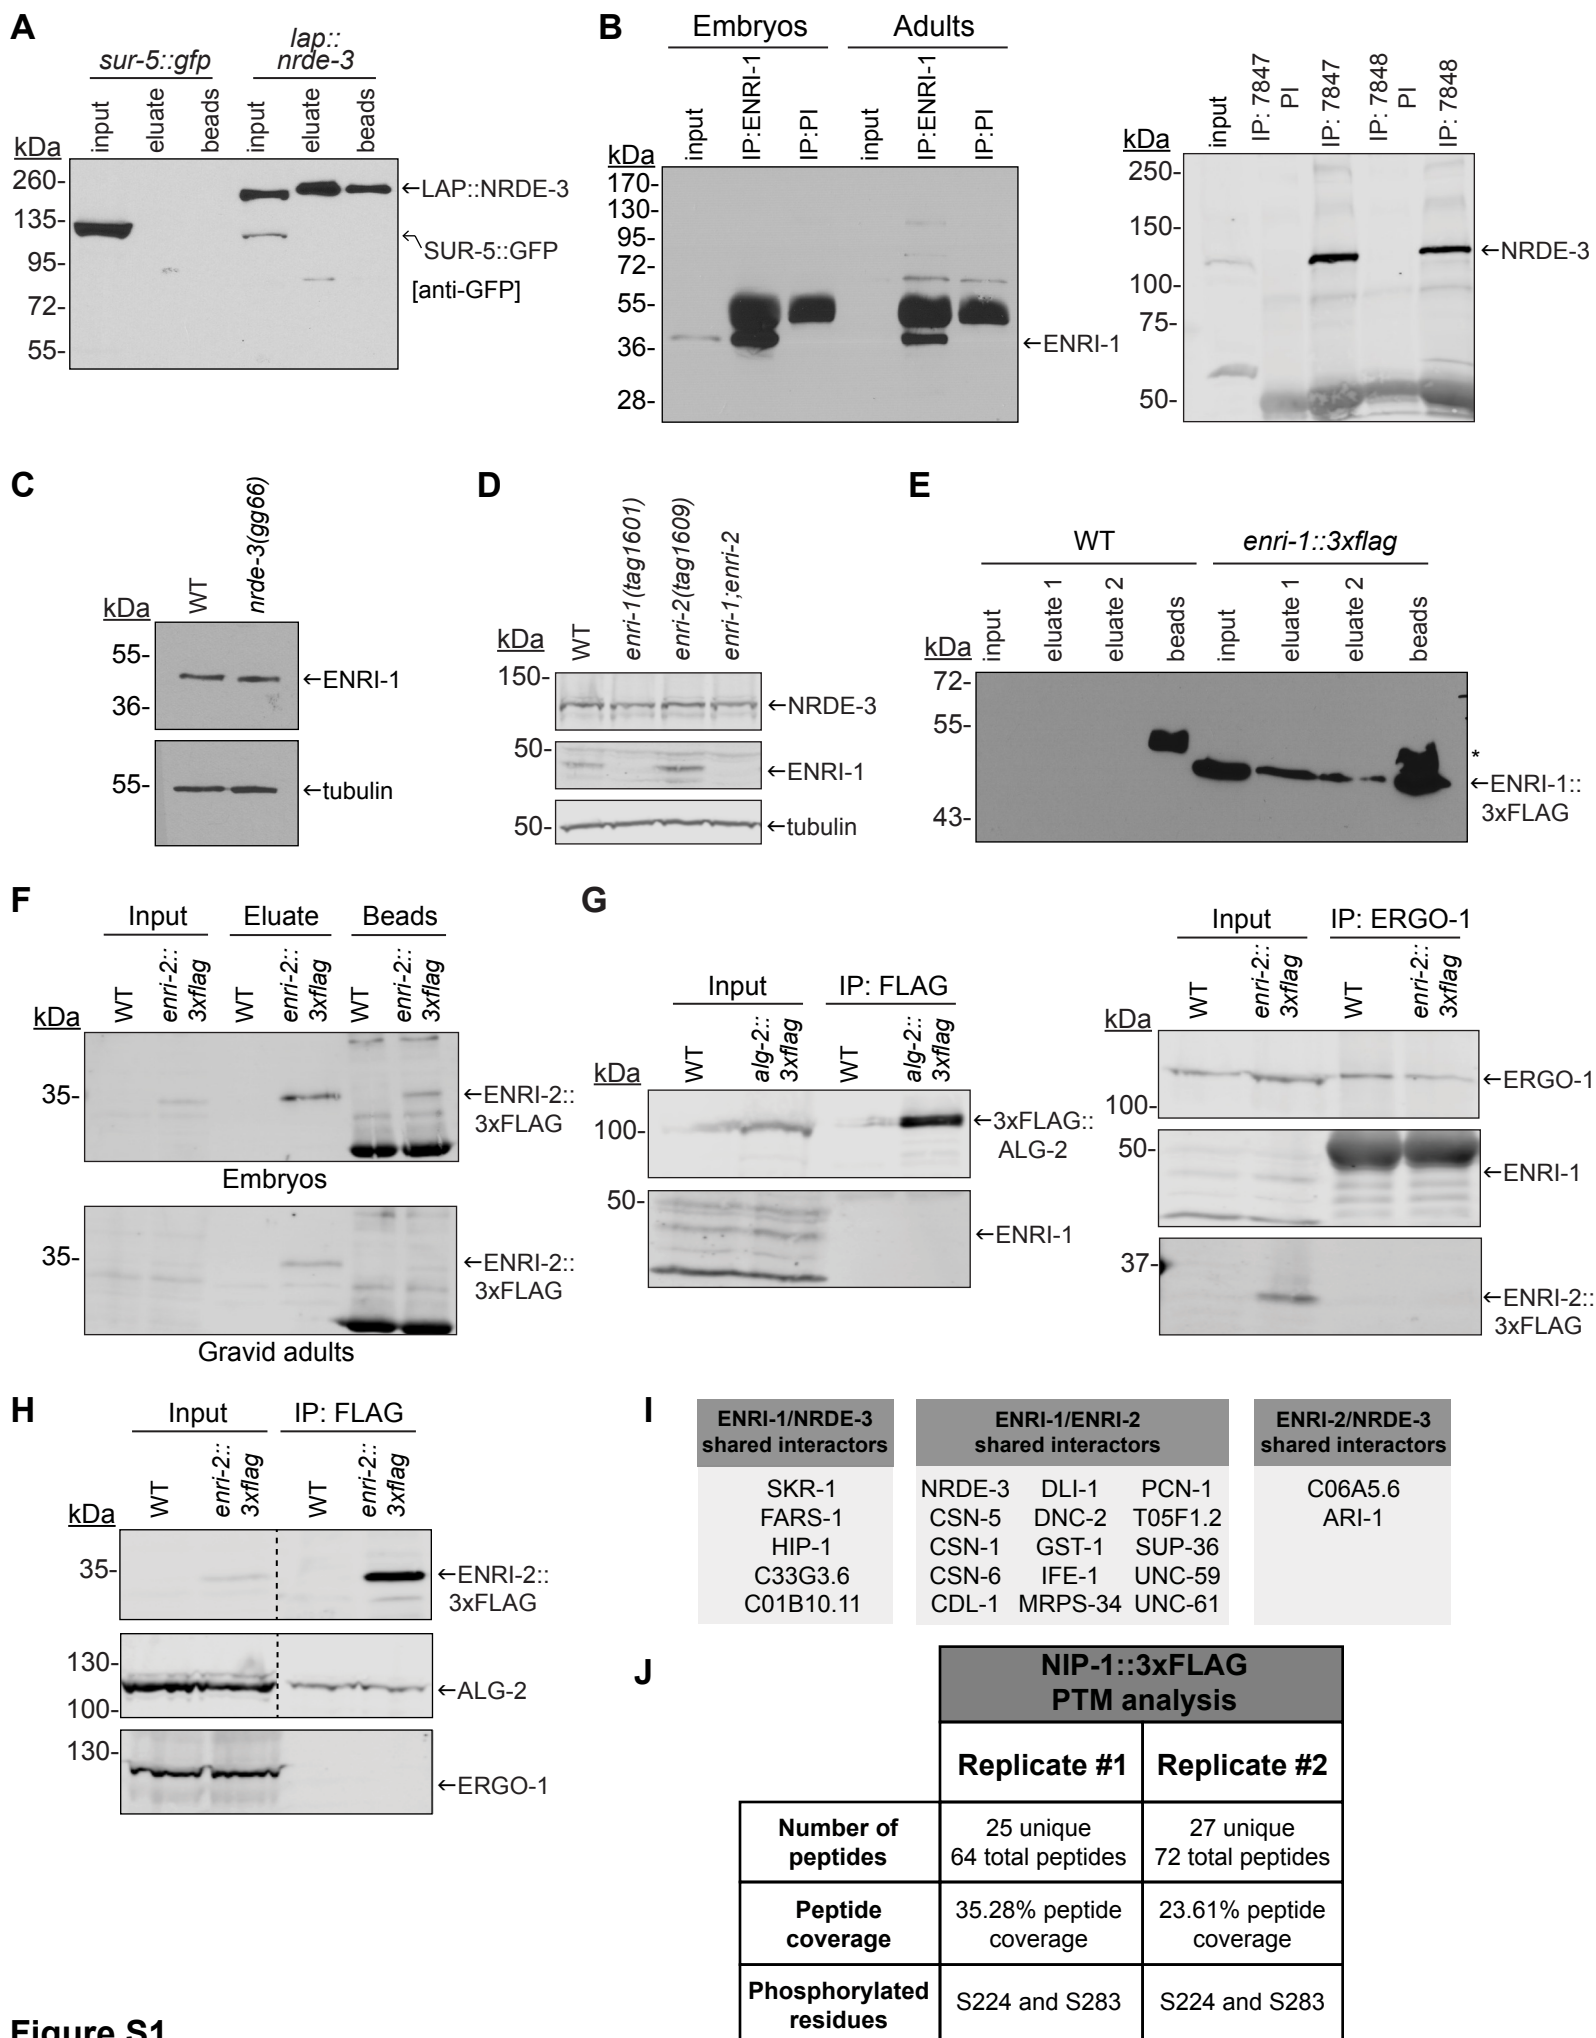 A
sur-5::gfp
lap::
nrde-3
input
eluate
beads
input
eluate
beads
kDa
260-
135-
95-
72-
55-
←LAP::NRDE-3
SUR-5::GFP
[anti-GFP]
B
Embryos
Adults
input
IP:ENRI-1
IP:PI
input
IP:ENRI-1
IP:PI
kDa
170-
130-
95-
72-
55-
36-
28-
←ENRI-1
input
IP: 7847
PI
IP: 7847
IP: 7848
PI
IP: 7848
kDa
250-
150-
100-
75-
50-
←NRDE-3
C
WT
nrde-3(gg66)
kDa
55-
36-
←ENRI-1
55-
←tubulin
D
WT
enri-1(tag1601)
enri-2(tag1609)
enri-1;enri-2
kDa
150-
←NRDE-3
50-
←ENRI-1
50-
←tubulin
E
WT
enri-1::3xflag
input
eluate 1
eluate 2
beads
input
eluate 1
eluate 2
beads
kDa
72-
55-
43-
*
←ENRI-1::
3xFLAG
F
Input
Eluate
Beads
WT
enri-2::
3xflag
WT
enri-2::
3xflag
WT
enri-2::
3xflag
kDa
35-
←ENRI-2::
3xFLAG
Embryos
35-
←ENRI-2::
3xFLAG
Gravid adults
G
Input
IP: FLAG
WT
alg-2::
3xflag
WT
alg-2::
3xflag
kDa
100-
←3xFLAG::
ALG-2
50-
←ENRI-1
Input
IP: ERGO-1
WT
enri-2::
3xflag
WT
enri-2::
3xflag
kDa
←ERGO-1
100-
50-
←ENRI-1
37-
←ENRI-2::
3xFLAG
H
Input
IP: FLAG
WT
enri-2::
3xflag
WT
enri-2::
3xflag
kDa
35-
←ENRI-2::
3xFLAG
130-
100-
←ALG-2
130-
←ERGO-1
I
ENRI-1/NRDE-3
shared interactors
SKR-1
FARS-1
HIP-1
C33G3.6
C01B10.11
ENRI-1/ENRI-2
shared interactors
NRDE-3 DLI-1 PCN-1
CSN-5 DNC-2 T05F1.2
CSN-1 GST-1 SUP-36
CSN-6 IFE-1 UNC-59
CDL-1 MRPS-34 UNC-61
ENRI-2/NRDE-3
shared interactors
C06A5.6
ARI-1
J
NIP-1::3xFLAG
PTM analysis
Replicate #1 Replicate #2
Number of
peptides
25 unique
64 total peptides
27 unique
72 total peptides
Peptide
coverage
35.28% peptide
coverage
23.61% peptide
coverage
Phosphorylated
residues
S224 and S283
S224 and S283
Figure S1